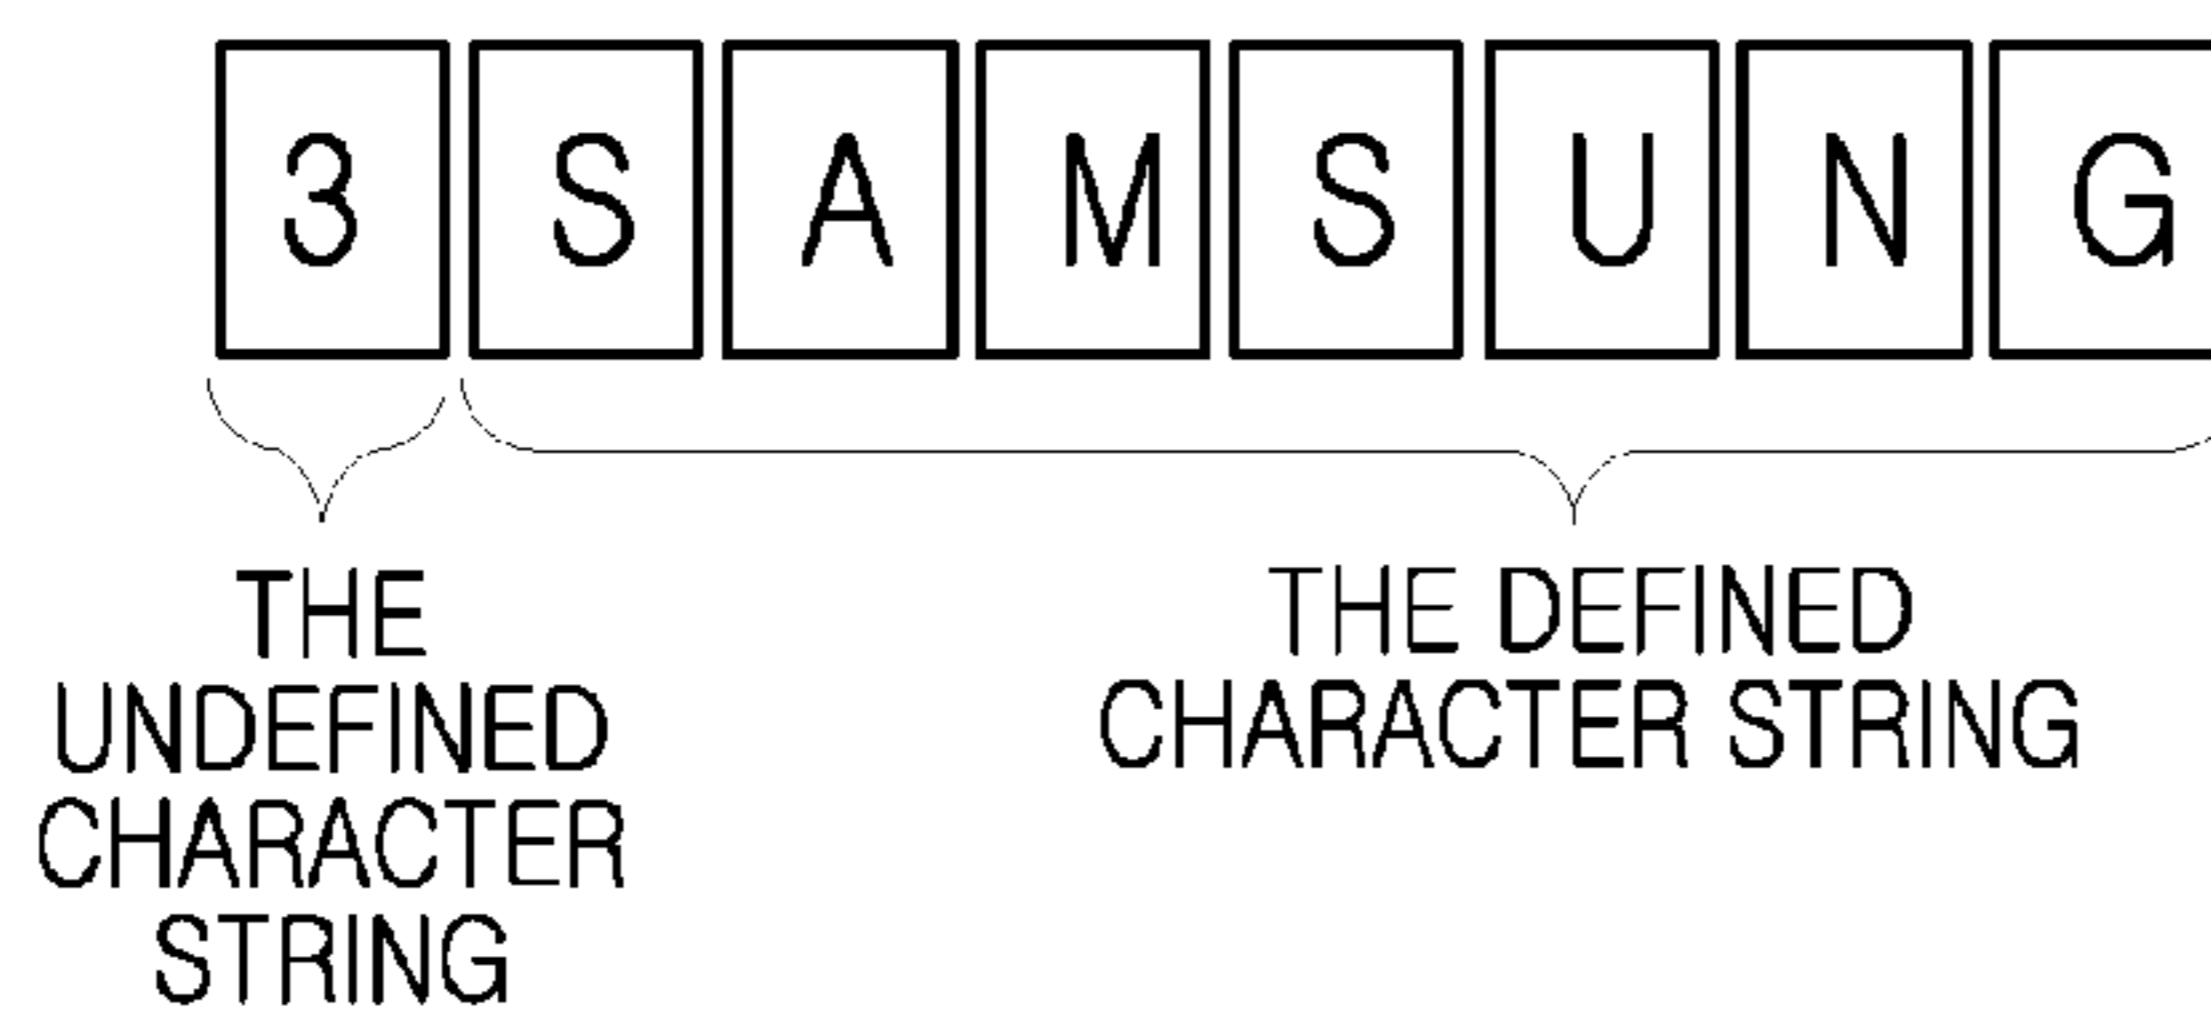 3 S A M S U N G
THE
UNDEFINED
CHARACTER
STRING
THE DEFINED
CHARACTER STRING